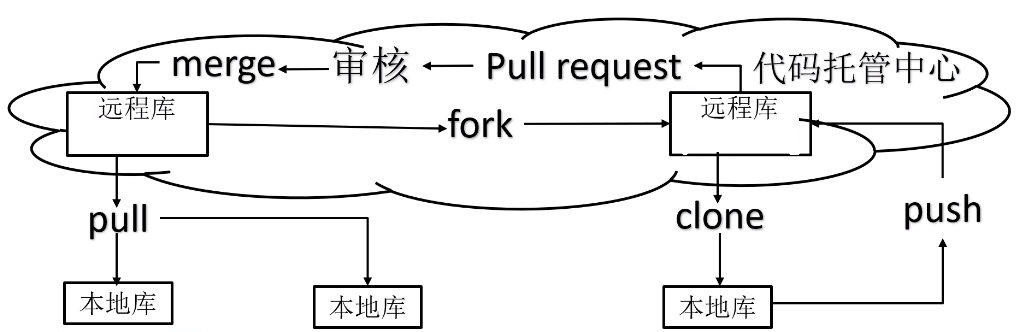 merge 审核 Pull request 代码托管中心
远程库 远程库
fork
pull clone push
本地库 本地库 本地库